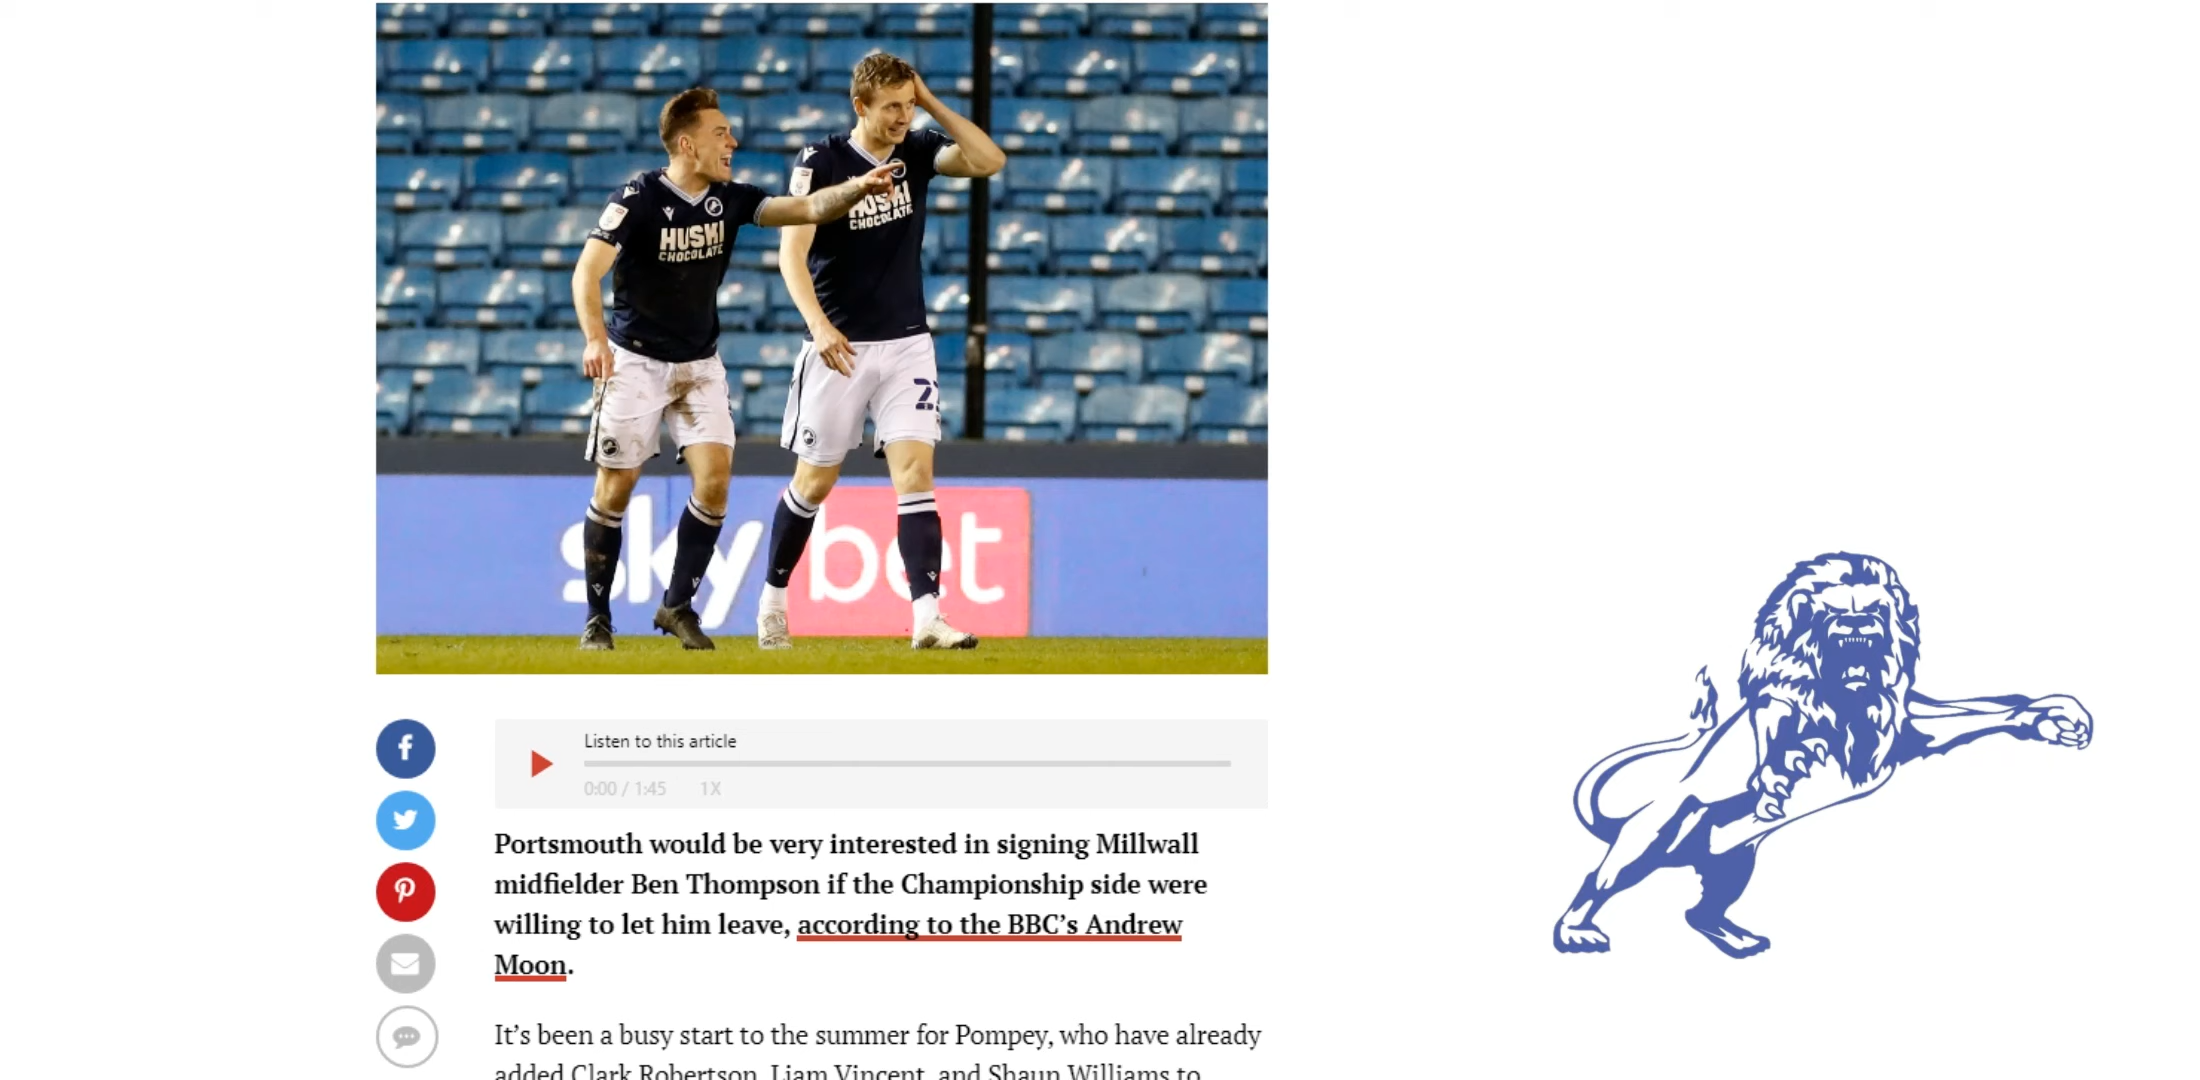 HUSKI
CHOCOLATE
HUSKI
CHOCOLATE
22
sky bet
Listen to this article
0:00 / 1:45 1X
Portsmouth would be very interested in signing Millwall
midfielder Ben Thompson if the Championship side were
willing to let him leave, according to the BBC’s Andrew
Moon.
It’s been a busy start to the summer for Pompey, who have already
added Clark Robertson, Liam Vincent, and Shaun Williams to